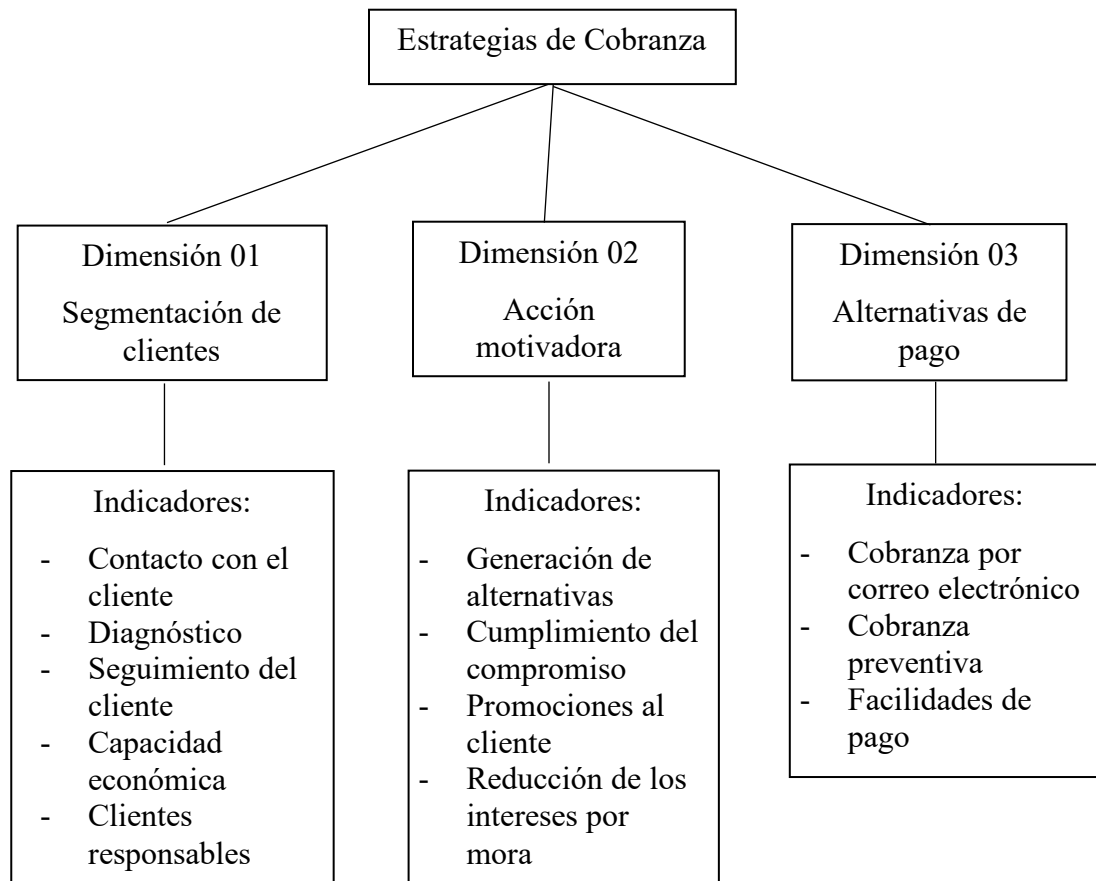 Estrategias de Cobranza
Dimensión 01
Segmentación de
clientes
Dimensión 02
Acción
motivadora
Dimensión 03
Alternativas de
pago
Indicadores:
- Contacto con el
cliente
- Diagnóstico
- Seguimiento del
cliente
- Capacidad
económica
- Clientes
responsables
Indicadores:
- Generación de
alternativas
- Cumplimiento del
compromiso
- Promociones al
cliente
- Reducción de los
intereses por
mora
Indicadores:
- Cobranza por
correo electrónico
- Cobranza
preventiva
- Facilidades de
pago